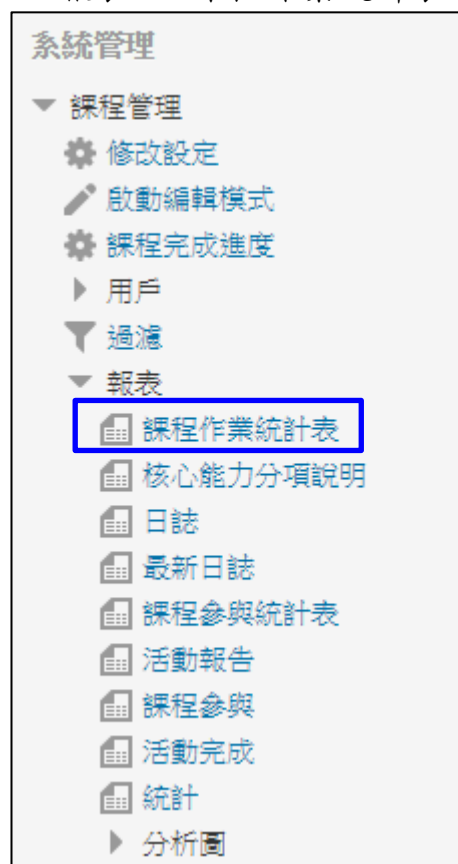 系統管理
課程管理
修改設定
啟動編輯模式
課程完成進度
用戶
過濾
報表
課程作業統計表
核心能力分項說明
日誌
最新日誌
課程參與統計表
活動報告
課程參與
活動完成
統計
分析圖